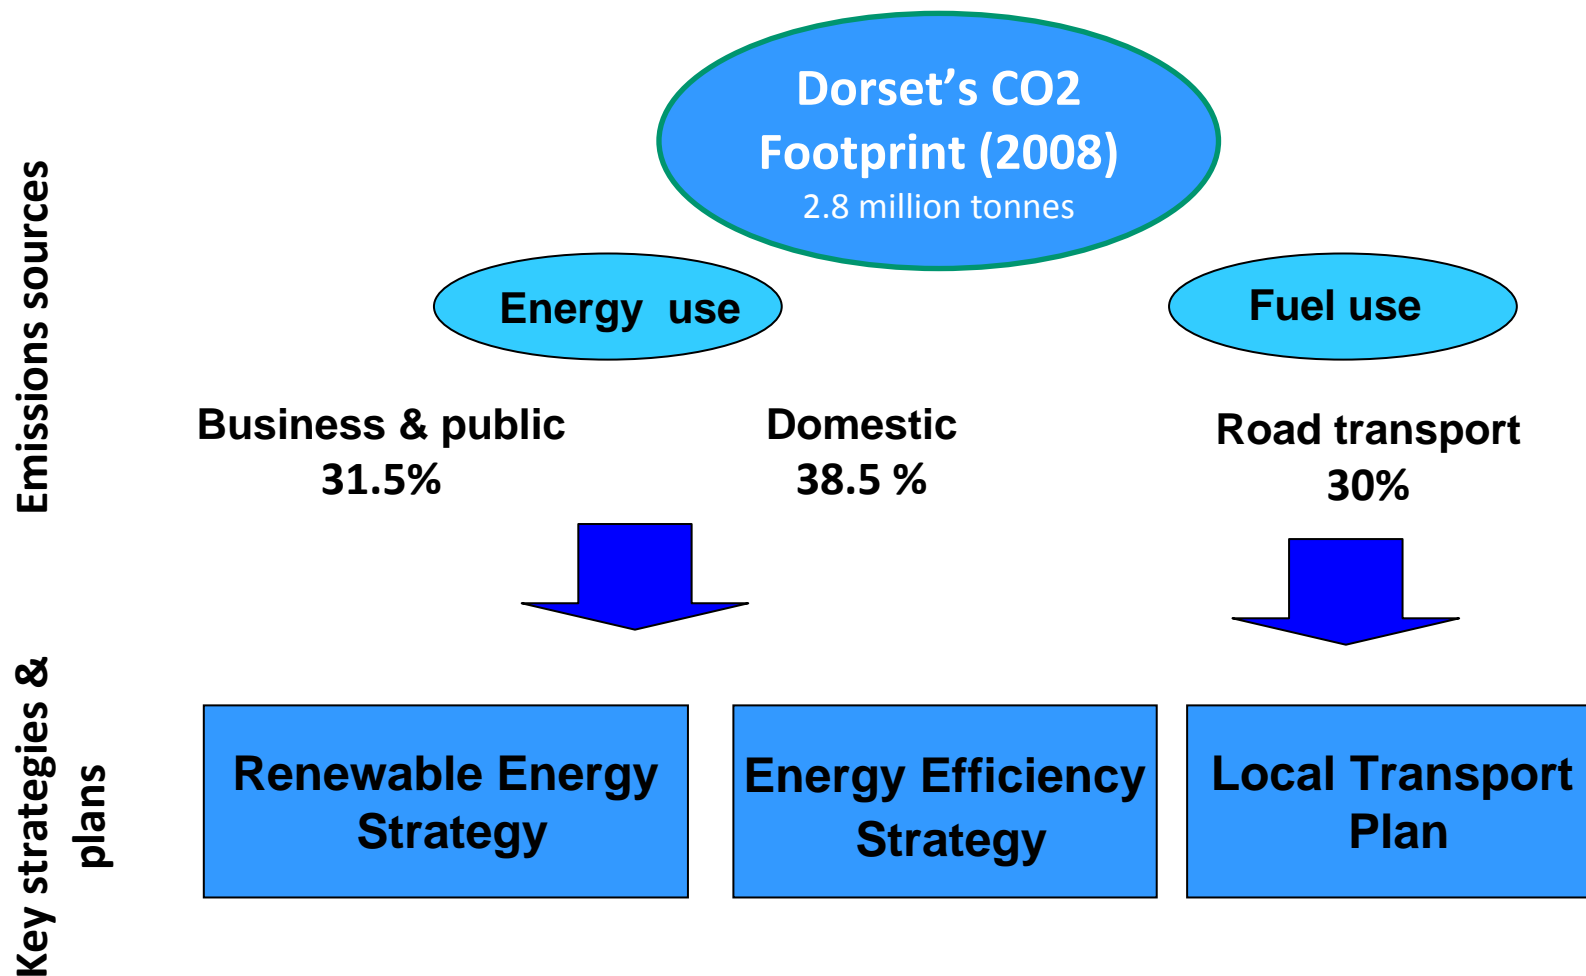 Dorset’s CO2
Footprint (2008)
2.8 million tonnes
Emissions sources
Energy use
Fuel use
Business & public
31.5%
Domestic
38.5 %
Road transport
30%
Key strategies &
plans
Renewable Energy
Strategy
Energy Efficiency
Strategy
Local Transport
Plan